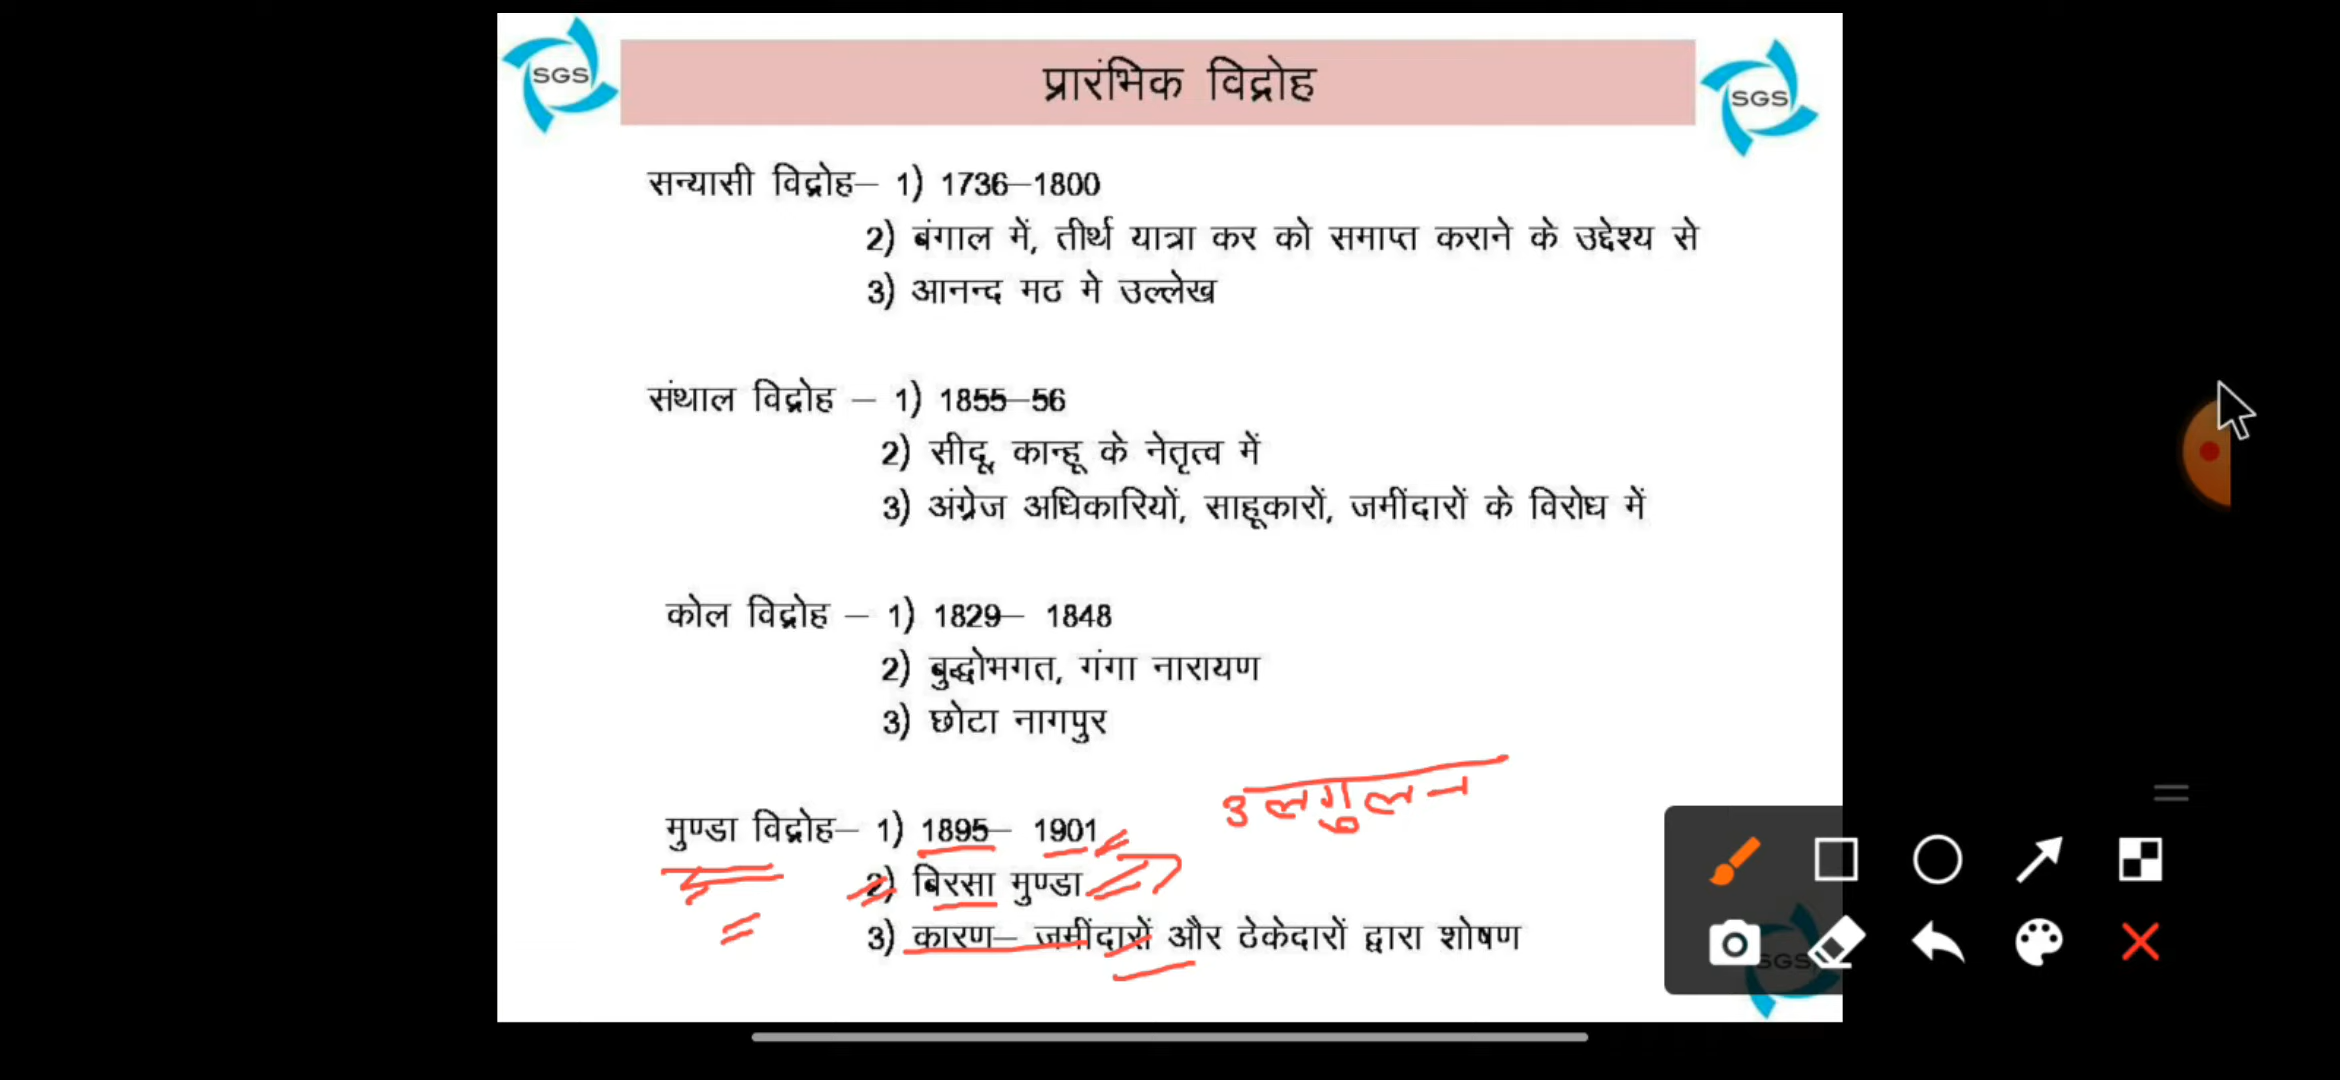 SGS
प्रारंभिक विद्रोह
SGS
सन्यासी विद्रोह– 1) 1736–1800
2) बंगाल में, तीर्थ यात्रा कर को समाप्त कराने के उद्देश्य से
3) आनन्द मठ मे उल्लेख
संथाल विद्रोह – 1) 1855–56
2) सीदू, कान्हू के नेतृत्व में
3) अंग्रेज अधिकारियों, साहूकारों, जमींदारों के विरोध में
कोल विद्रोह – 1) 1829– 1848
2) बुद्धोभगत, गंगा नारायण
3) छोटा नागपुर
उलगुलन
मुण्डा विद्रोह– 1) 1895– 1901
2) बिरसा मुण्डा
3) कारण– जमींदारों और ठेकेदारों द्वारा शोषण
SGS